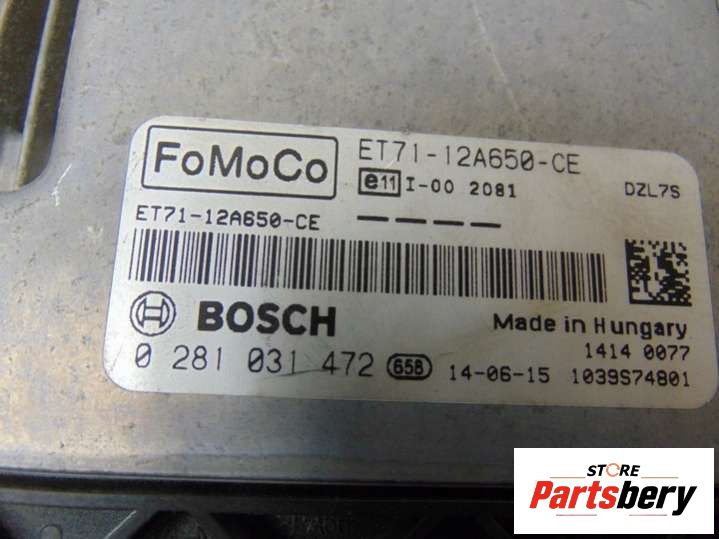 FoMoCo
ET71-12A650-CE
e11 I-00 2081
DZL7S
ET71-12A650-CE
BOSCH
Made in Hungary
1414 0077
0 281 031 472 658 14-06-15 1039S74801
STORE
Partsbery